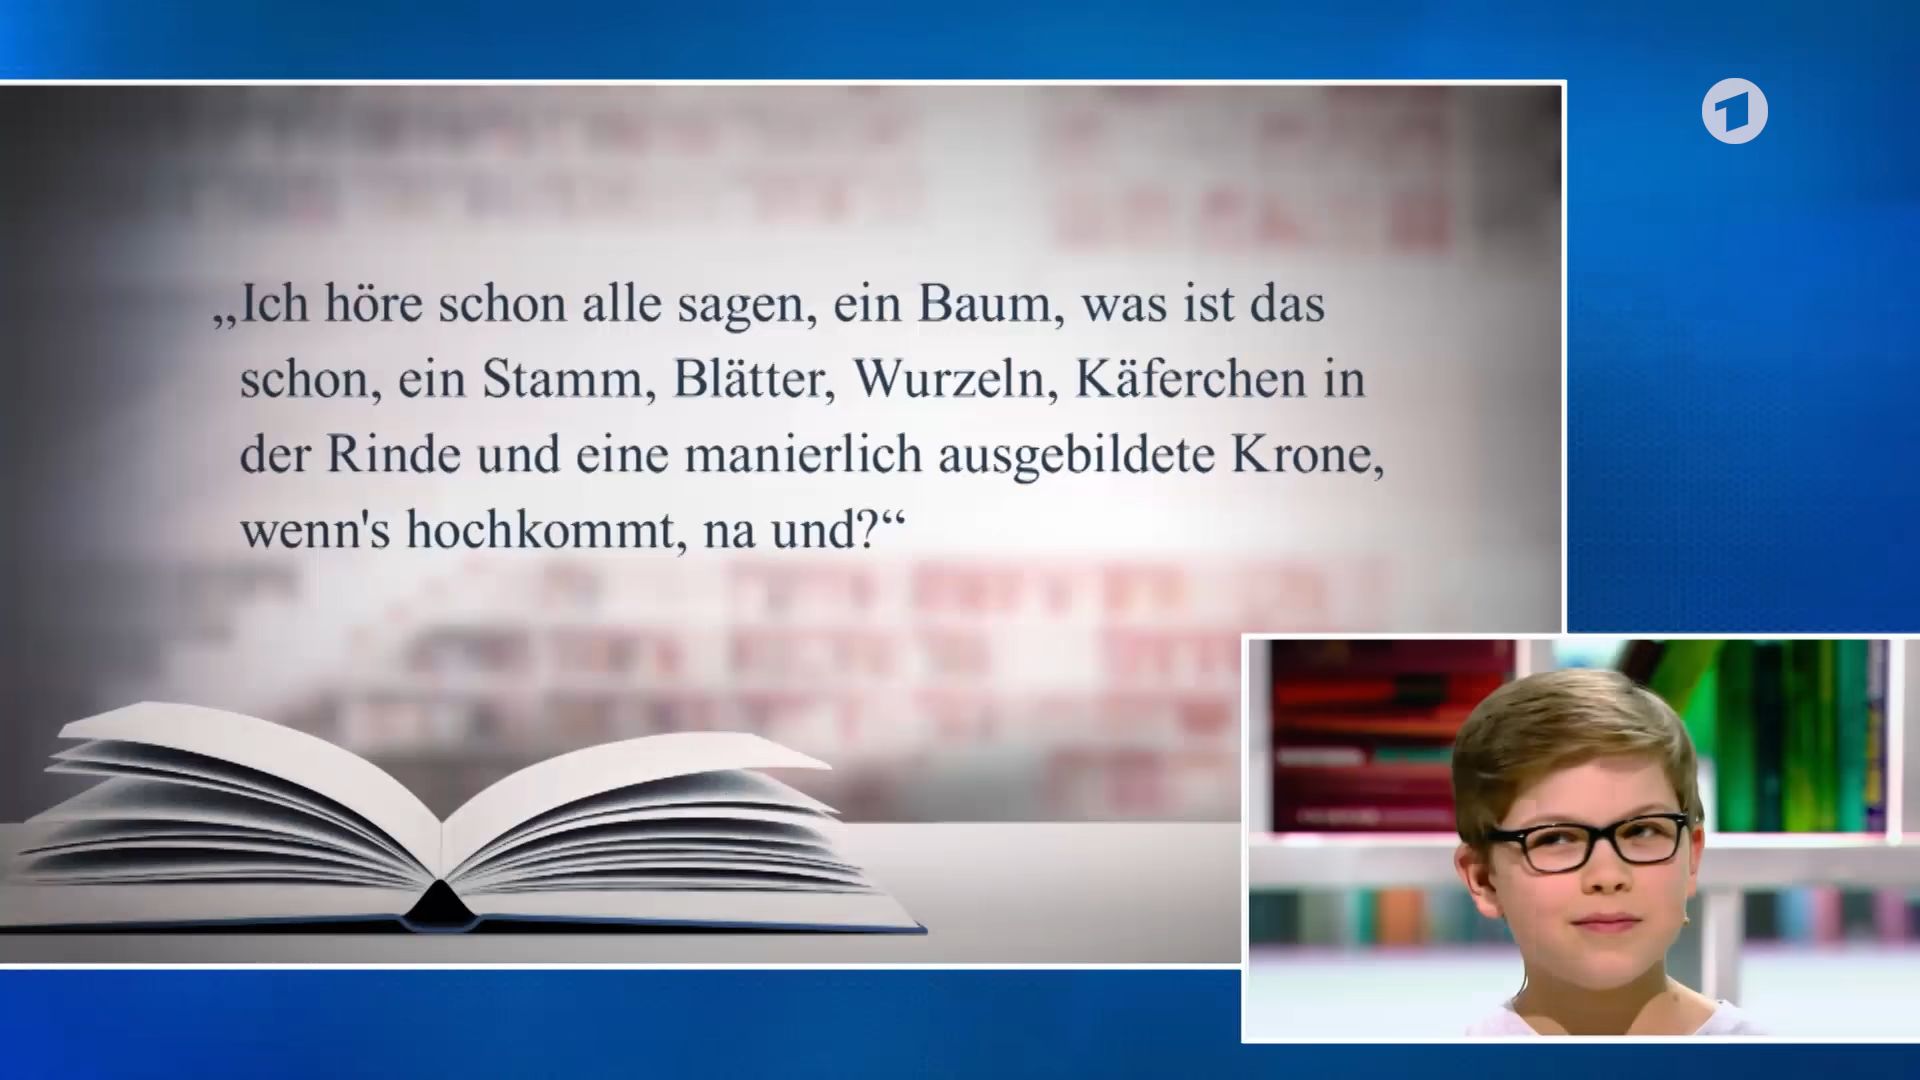 „Ich höre schon alle sagen, ein Baum, was ist das
schon, ein Stamm, Blätter, Wurzeln, Käferchen in
der Rinde und eine manierlich ausgebildete Krone,
wenn's hochkommt, na und?“
1